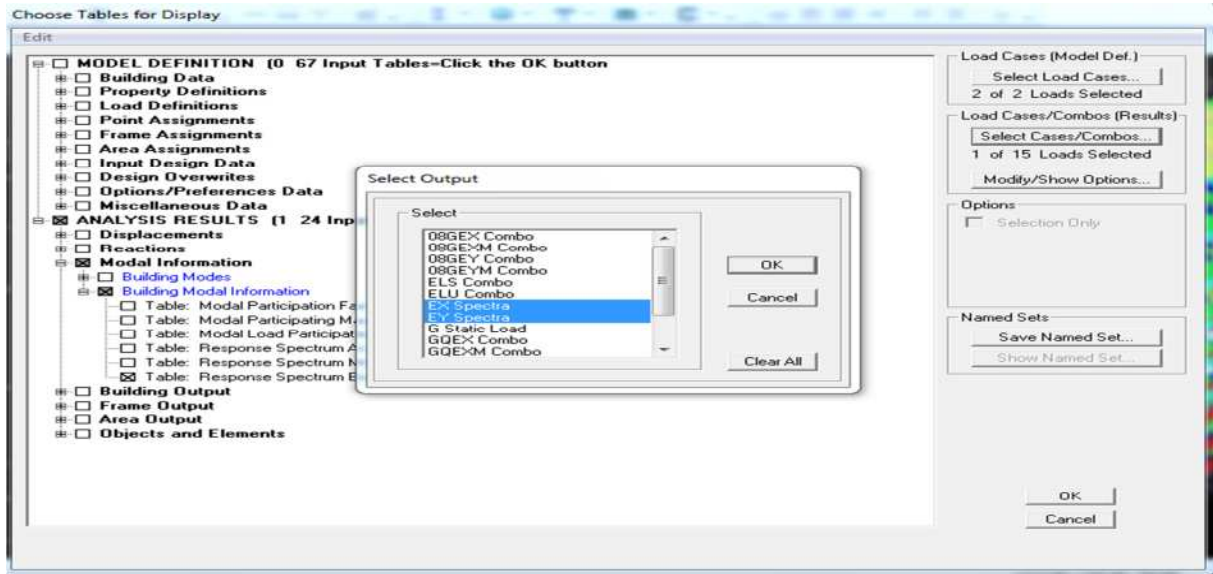 Choose Tables for Display
Edit
MODEL DEFINITION (0 67 Input Tables=Click the OK button
Building Data
Property Definitions
Load Definitions
Point Assignments
Frame Assignments
Area Assignments
Input Design Data
Design Overwrites
Options/Preferences Data
Miscellaneous Data
ANALYSIS RESULTS (1 24 Inp
Displacements
Reactions
Modal Information
Building Modes
Building Modal Information
Table: Modal Participation Fa
Table: Modal Participating M
Table: Modal Load Participat
Table: Response Spectrum A
Table: Response Spectrum M
Table: Response Spectrum B
Building Output
Frame Output
Area Output
Objects and Elements
Select Output
Select
08GEX Combo
08GEXM Combo
08GEY Combo
08GEYM Combo
ELS Combo
ELU Combo
EX Spectra
EY Spectra
G Static Load
GQEX Combo
GQEXM Combo
OK
Cancel
Clear All
Load Cases (Model Def.)
Select Load Cases...
2 of 2 Loads Selected
Load Cases/Combos (Results)
Select Cases/Combos...
1 of 15 Loads Selected
Modify/Show Options...
Options
Selection Only
Named Sets
Save Named Set...
Show Named Set...
OK
Cancel